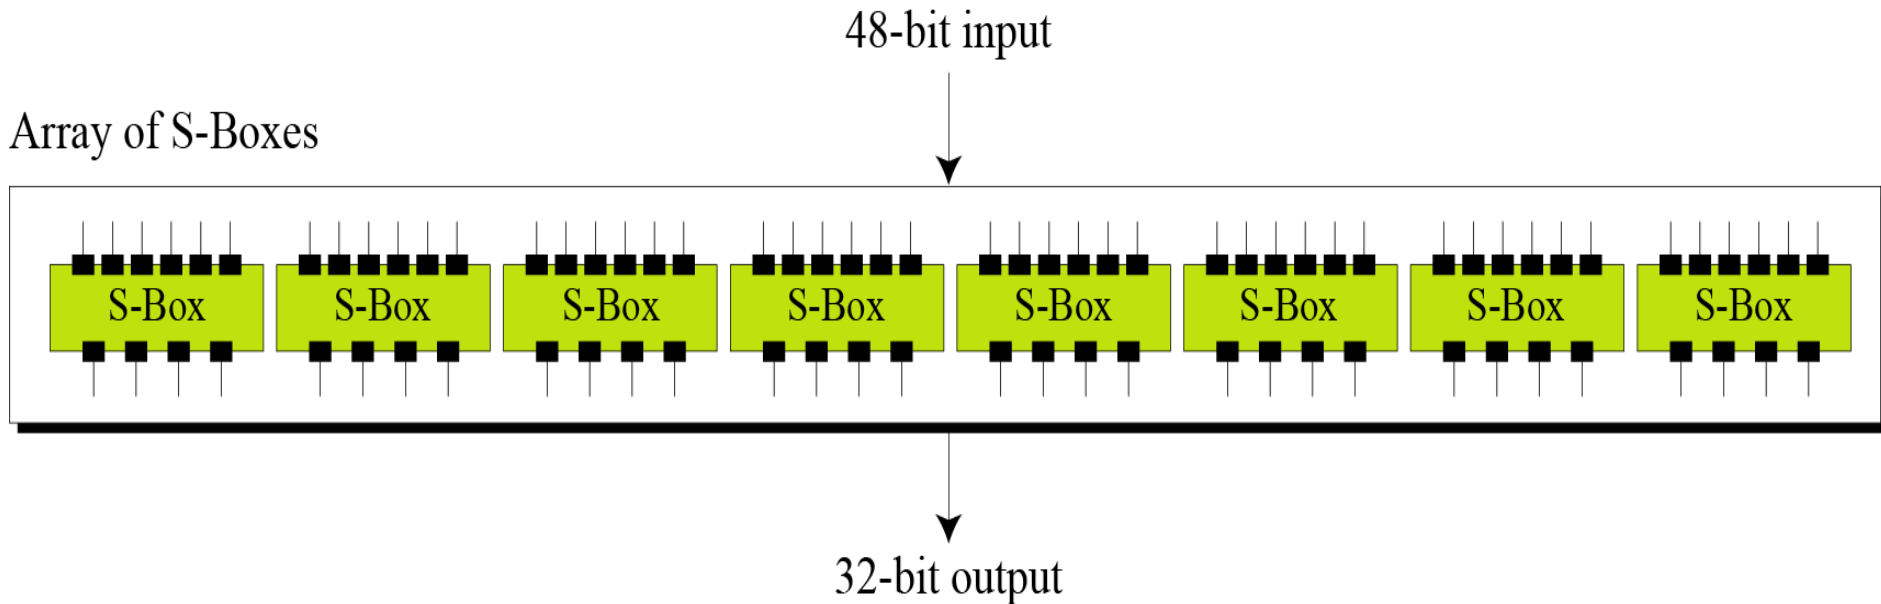 48-bit input
Array of S-Boxes
S-Box S-Box S-Box S-Box S-Box S-Box S-Box S-Box
32-bit output